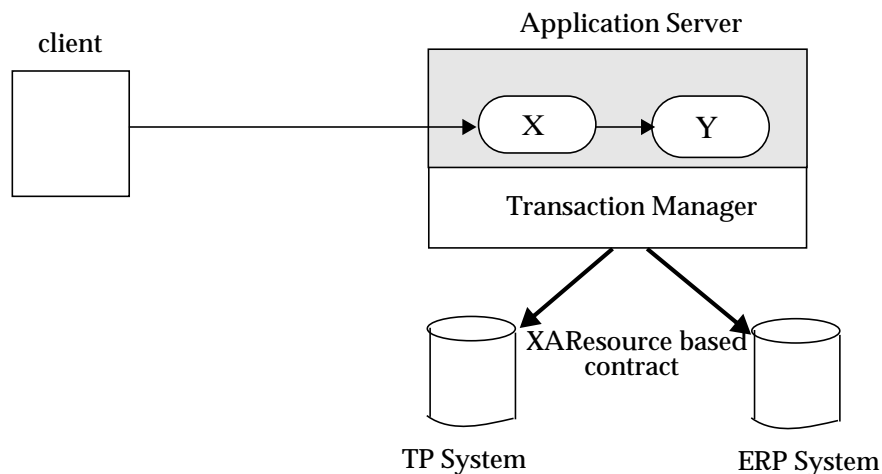 Application Server
client
X
Y
Transaction Manager
XAResource based
contract
TP System
ERP System